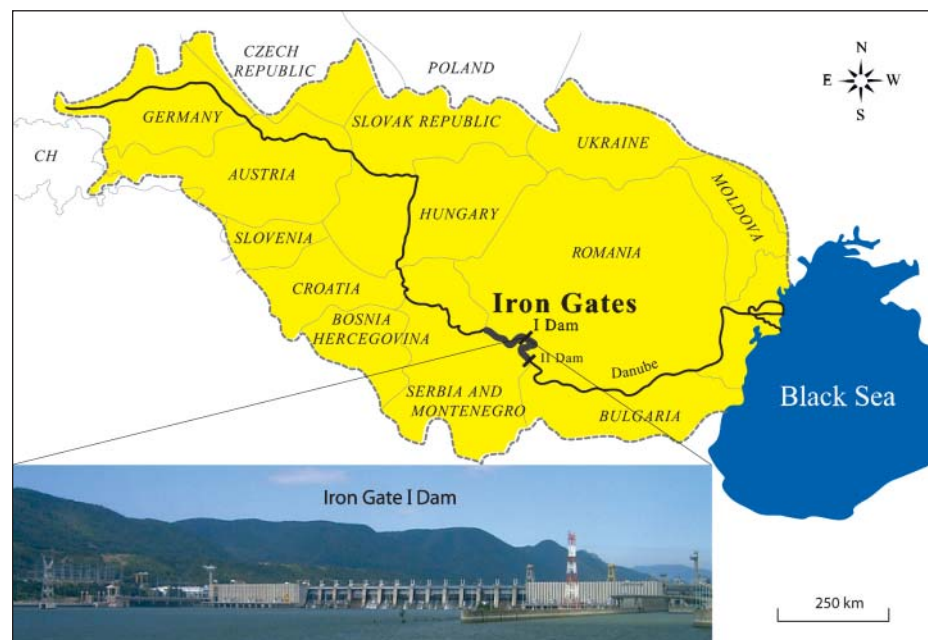 CZECH
REPUBLIC
POLAND
N
E W
S
GERMANY
SLOVAK REPUBLIC
UKRAINE
CH
AUSTRIA
MOLDOVA
HUNGARY
SLOVENIA
ROMANIA
CROATIA
Iron Gates
BOSNIA
HERCEGOVINA
I Dam
II Dam
Danube
SERBIA AND
MONTENEGRO
BULGARIA
Black Sea
Iron Gate I Dam
250 km